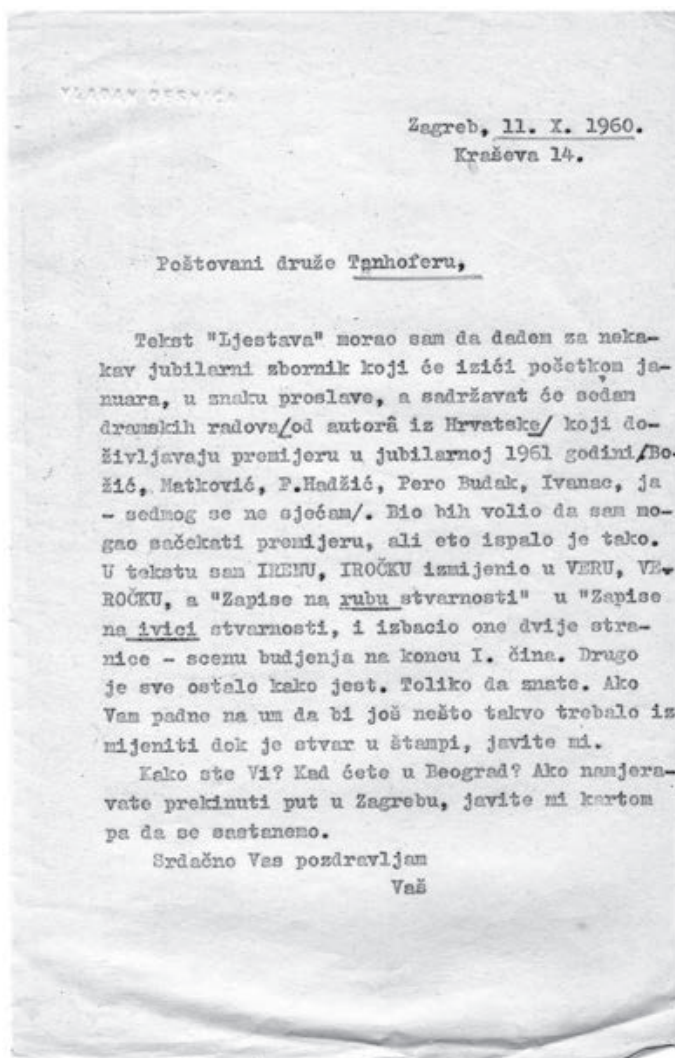 VLADAN DESNICA
Zagreb, 11. X. 1960.
Kraševa 14.
Poštovani druže Tanhoferu,
Tekst "Ljestava" morao sam da dadem za neka-
kav jubilarni zbornik koji će izići početkom ja-
nuara, u znaku proslave, a sadržavat će sedam
dramskih radova/od autorâ iz Hrvatske/ koji do-
življavaju premijeru u jubilarnoj 1961 godini/Bo-
žić, Matković, F.Hadžić, Pero Budak, Ivanac, ja
- sedmog se ne sjećam/. Bio bih volio da sam mo-
gao sačekati premijeru, ali eto ispalo je tako.
U tekstu sam IRENU, IROČKU izmijenio u VERU, VE-
ROČKU, a "Zapise na rubu stvarnosti" u "Zapise
na ivici stvarnosti, i izbacio one dvije stra-
nice - scenu budjenja na koncu I. čina. Drugo
je sve ostalo kako jest. Toliko da znate. Ako
Vam padne na um da bi još nešto takvo trebalo iz
mijeniti dok je stvar u štampi, javite mi.
Kako ste Vi? Kad ćete u Beograd? Ako namjera-
vate prekinuti put u Zagrebu, javite mi kartom
pa da se sastanemo.
Srdačno Vas pozdravljam
Vaš